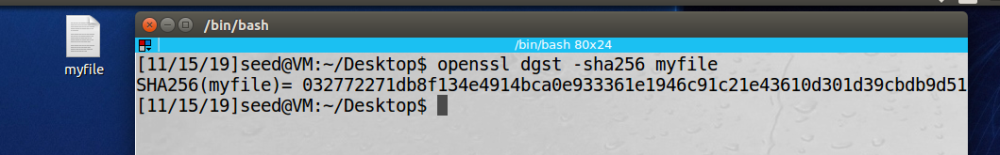 /bin/bash
/bin/bash 80x24
myfile
[11/15/19]seed@VM:~/Desktop$ openssl dgst -sha256 myfile
SHA256(myfile)= 032772271db8f134e4914bca0e933361e1946c91c21e43610d301d39cbdb9d51
[11/15/19]seed@VM:~/Desktop$